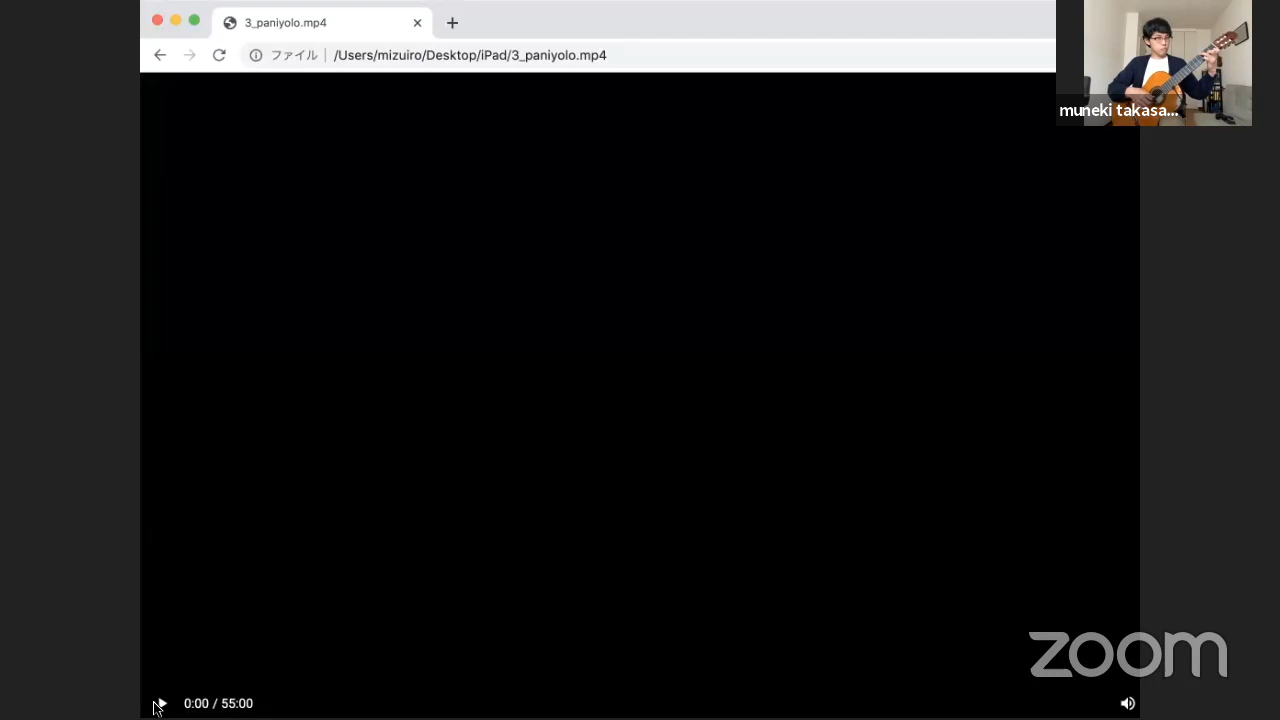 3_paniyolo.mp4
ファイル /Users/mizuiro/Desktop/iPad/3_paniyolo.mp4
muneki takasa...
zoom
0:00 / 55:00